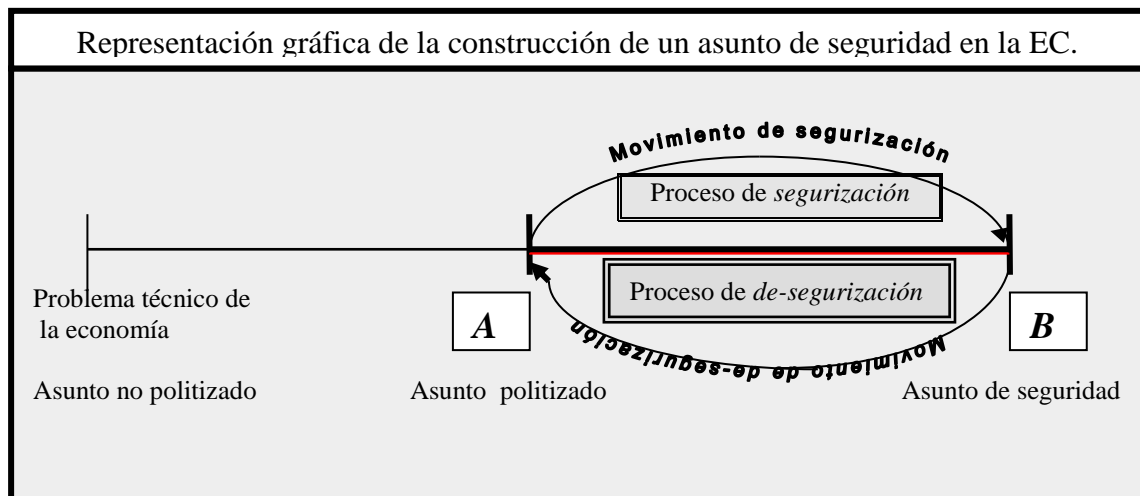 Representación gráfica de la construcción de un asunto de seguridad en la EC.
Movimiento de segurización
Proceso de segurización
Proceso de de-segurización
Problema técnico de
la economía
A
B
Movimiento de de-segurización
Asunto no politizado
Asunto politizado
Asunto de seguridad